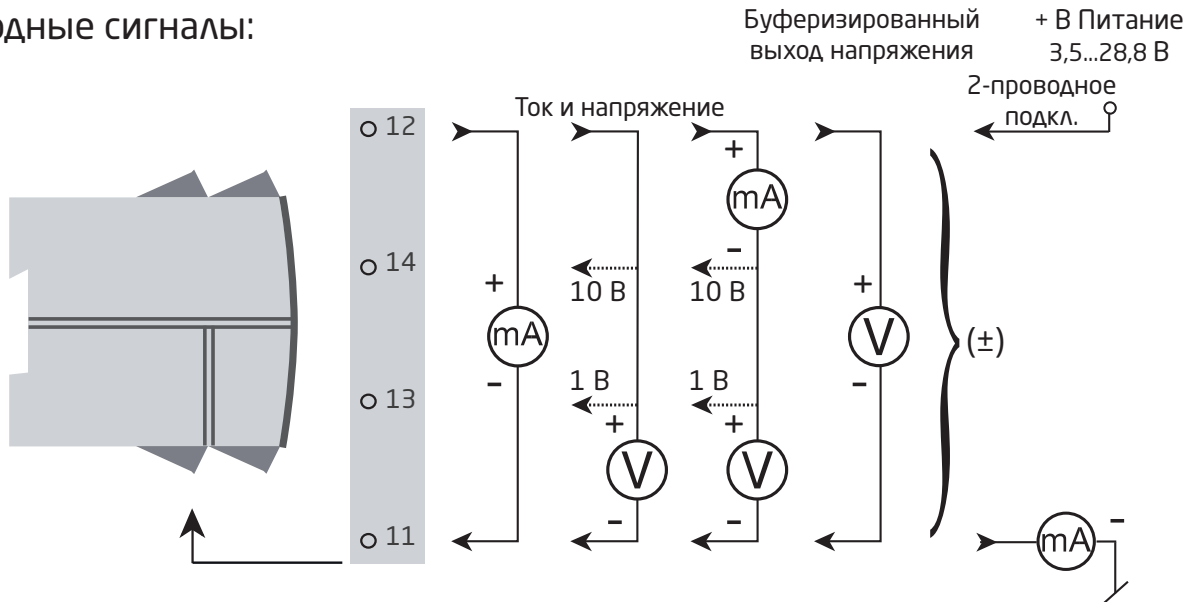 одные сигналы:
Буферизированный
выход напряжения
+ В Питание
3,5...28,8 В
2-проводное
подкл.
Ток и напряжение
12
14
13
11
+
mA
-
10 В
1 В
+
V
-
+
mA
-
10 В
1 В
+
V
-
+
V
-
(±)
mA
-